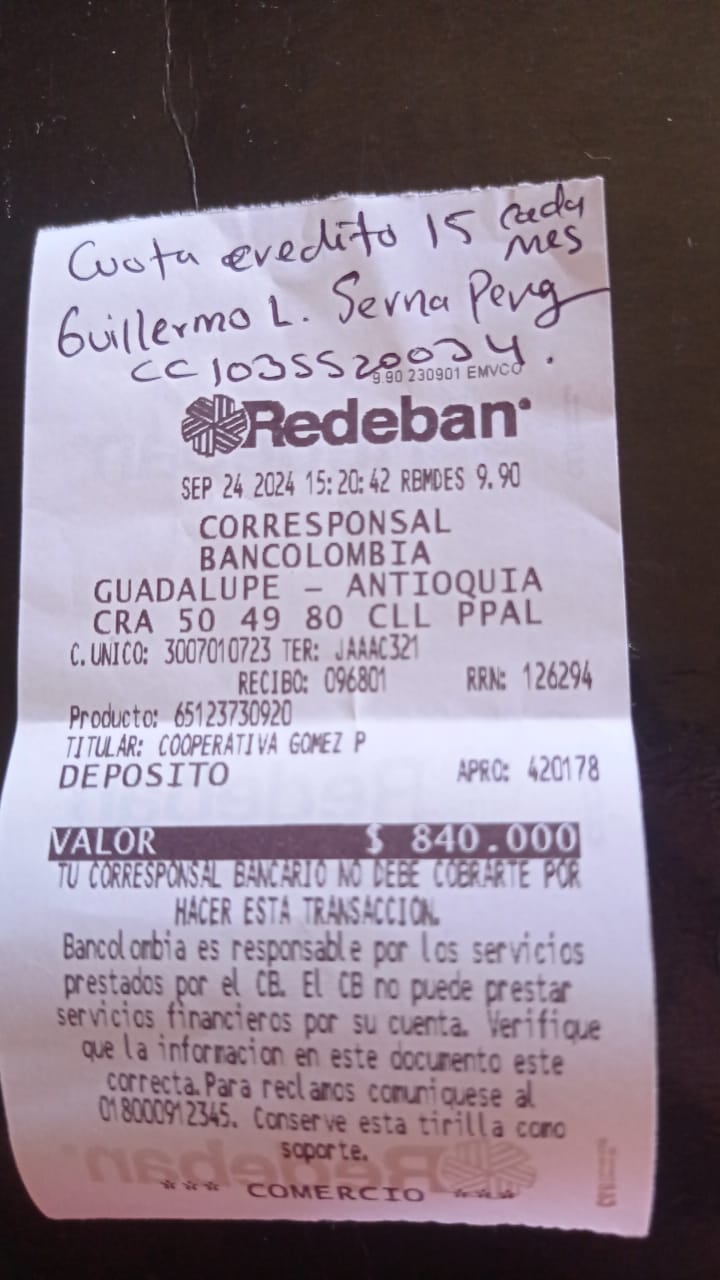 Cuota credito 15 cada mes
Guillermo L. Serna
CC 1035520034.
9.90 230901 EMVCO
Redeban
SEP 24 2024 15:20:42 RBMDES 9.90
CORRESPONSAL
BANCOLOMBIA
GUADALUPE - ANTIOQUIA
CRA 50 49 80 CLL PPAL
C. UNICO: 3007010723 TER: JAAAC321
RECIBO: 096801 RRN: 126294
Producto: 65123730920
TITULAR: COOPERATIVA GOMEZ P
DEPOSITO APRO: 420178
VALOR $ 840.000
TU CORRESPONSAL BANCARIO NO DEBE COBRARTE POR
HACER ESTA TRANSACCION.
Bancolombia es responsable por los servicios
prestados por el CB. El CB no puede prestar
servicios financieros por su cuenta. Verifique
que la informacion en este documento este
correcta.Para reclamos comuniquese al
018000912345. Conserve esta tirilla como
soporte.
*** COMERCIO ***